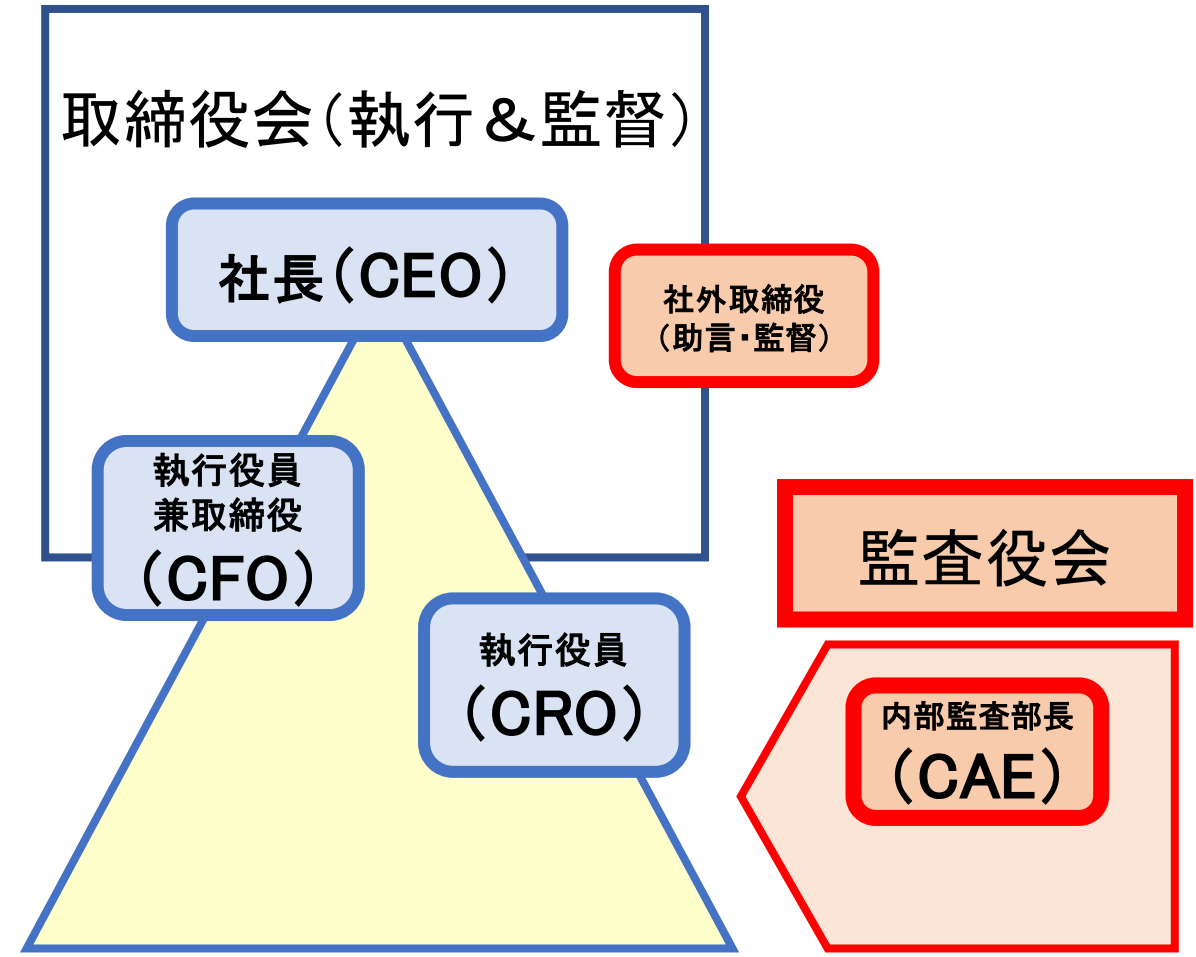 取締役会（執行＆監督）
社長（CEO）
社外取締役
（助言・監督）
執行役員
兼取締役
（CFO）
監査役会
執行役員
（CRO）
内部監査部長
（CAE）